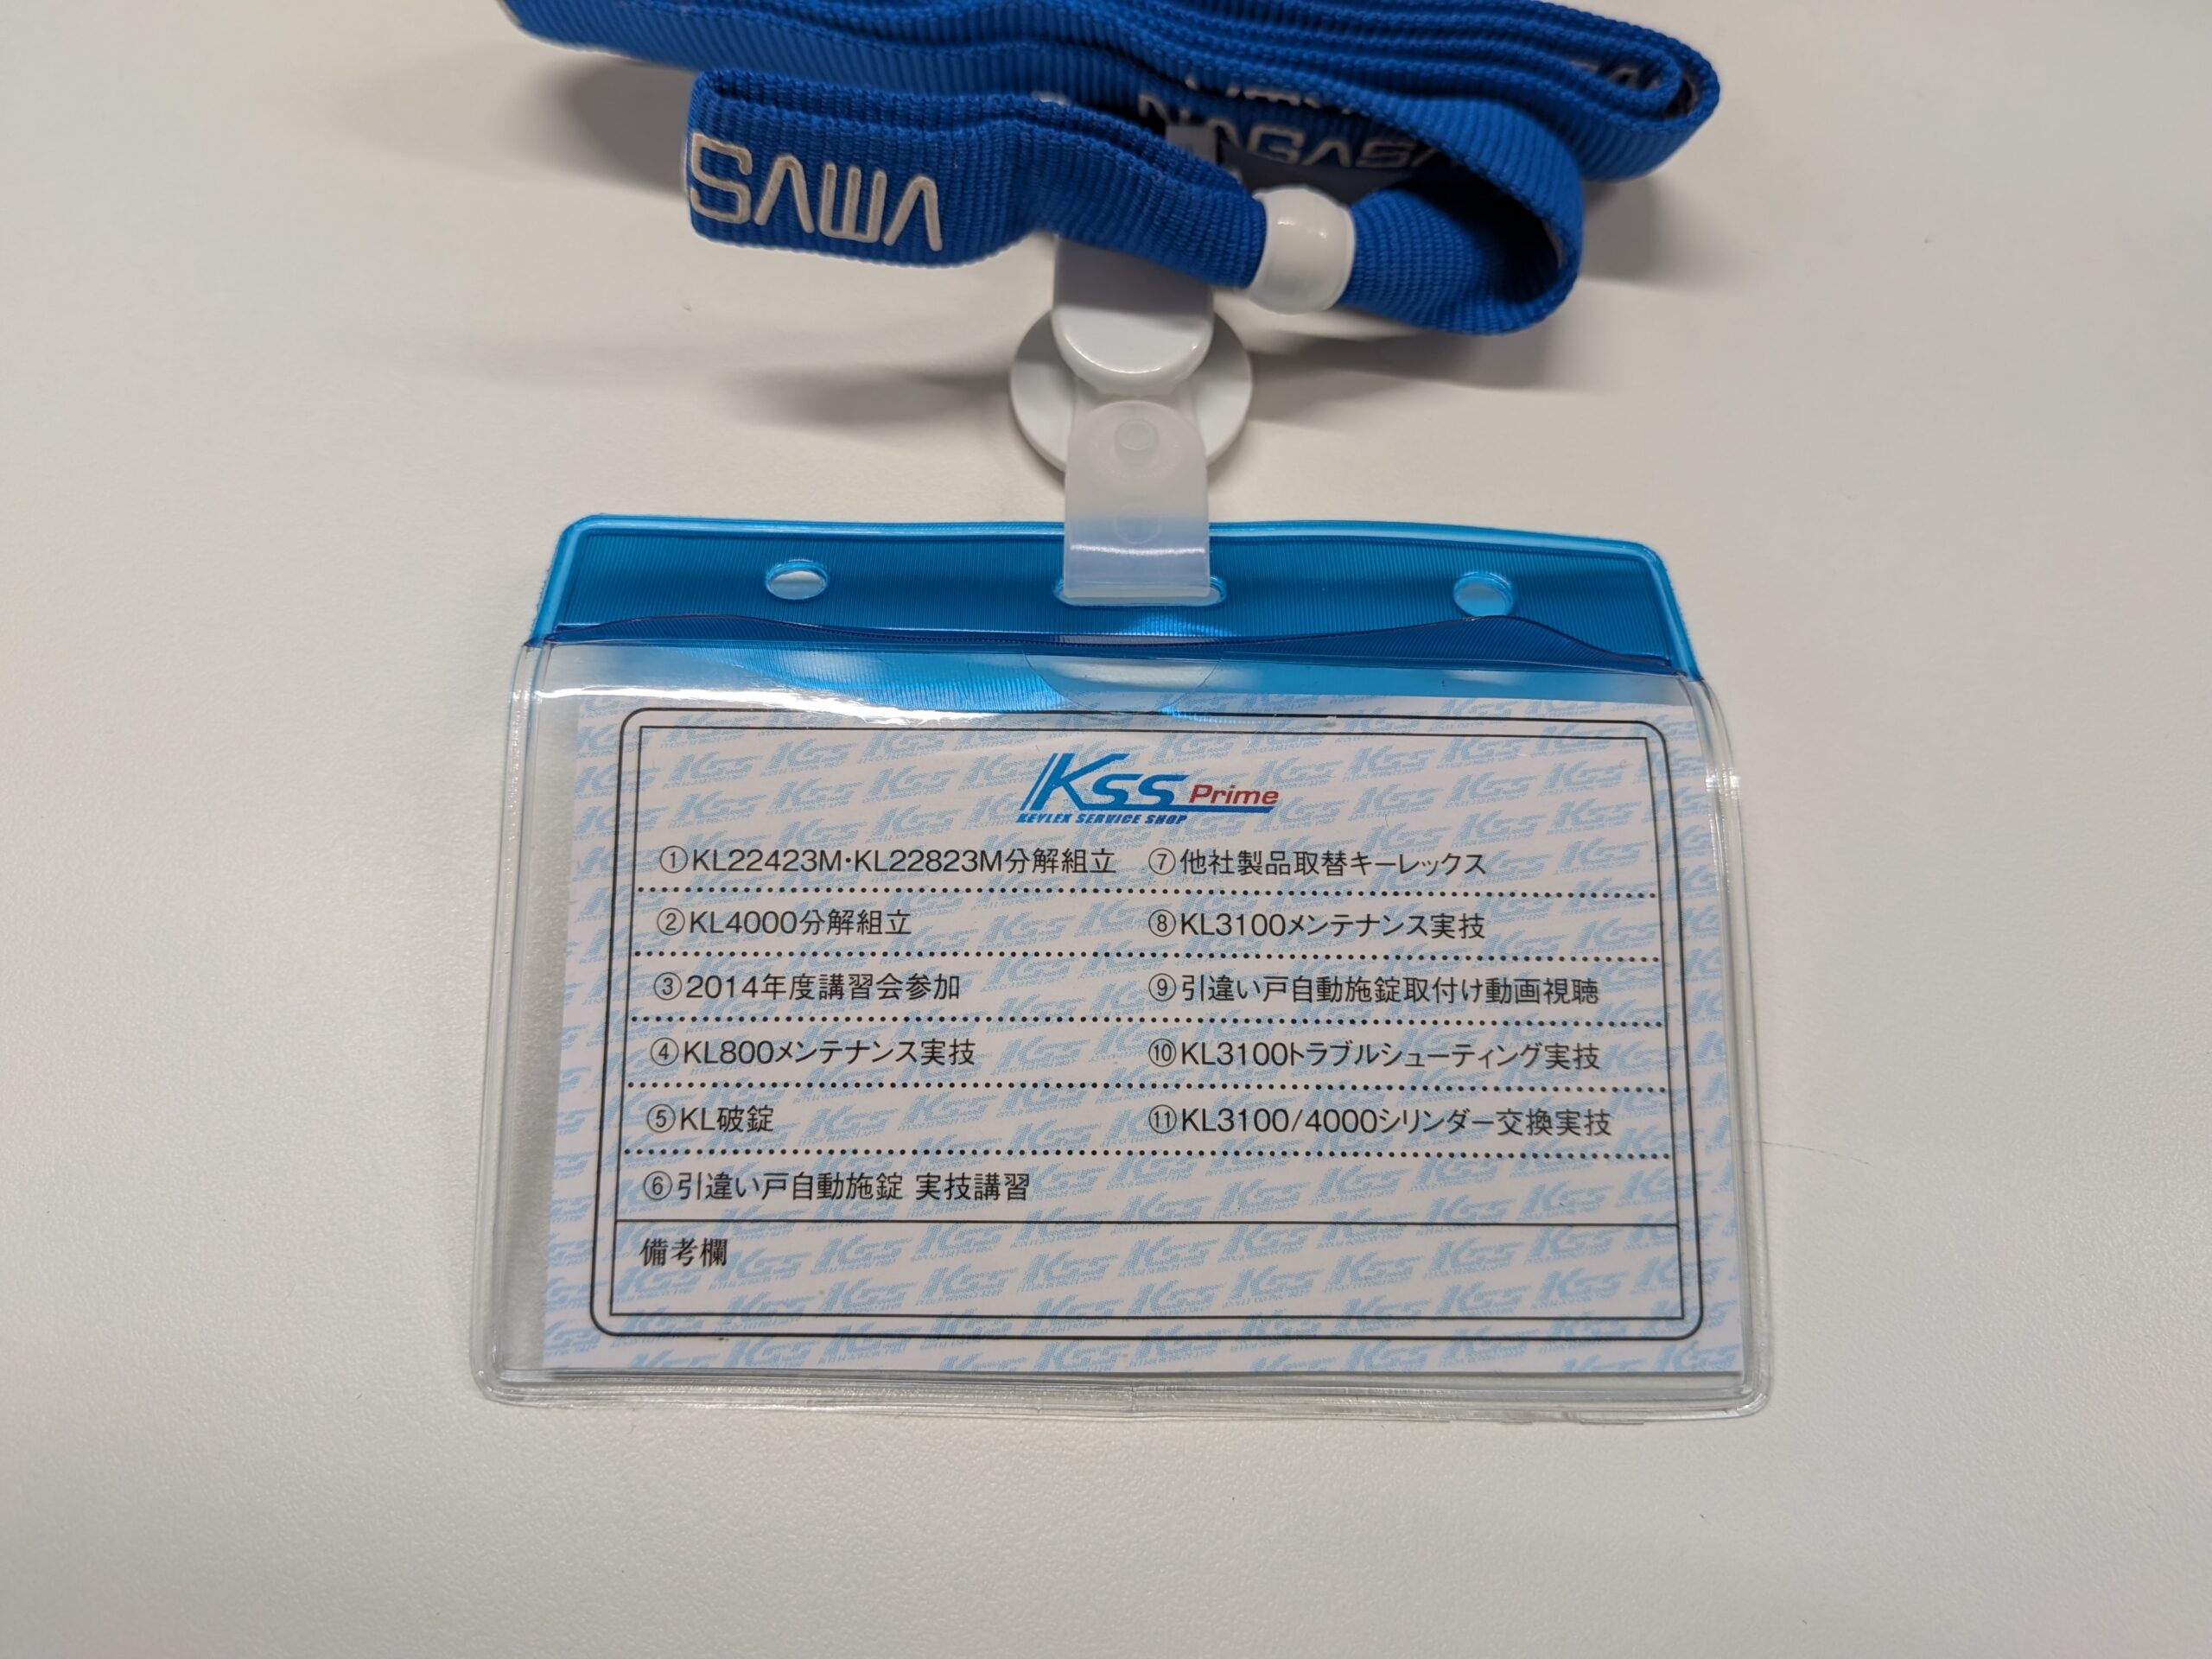 NAGASA
VMVS
KSS Prime
KEYLEX SERVICE SHOP
①KL22423M・KL22823M分解組立
②KL4000分解組立
③2014年度講習会参加
④KL800メンテナンス実技
⑤KL破錠
⑥引違い戸自動施錠 実技講習
⑦他社製品取替キーレックス
⑧KL3100メンテナンス実技
⑨引違い戸自動施錠取付け動画視聴
⑩KL3100トラブルシューティング実技
⑪KL3100/4000シリンダー交換実技
備考欄